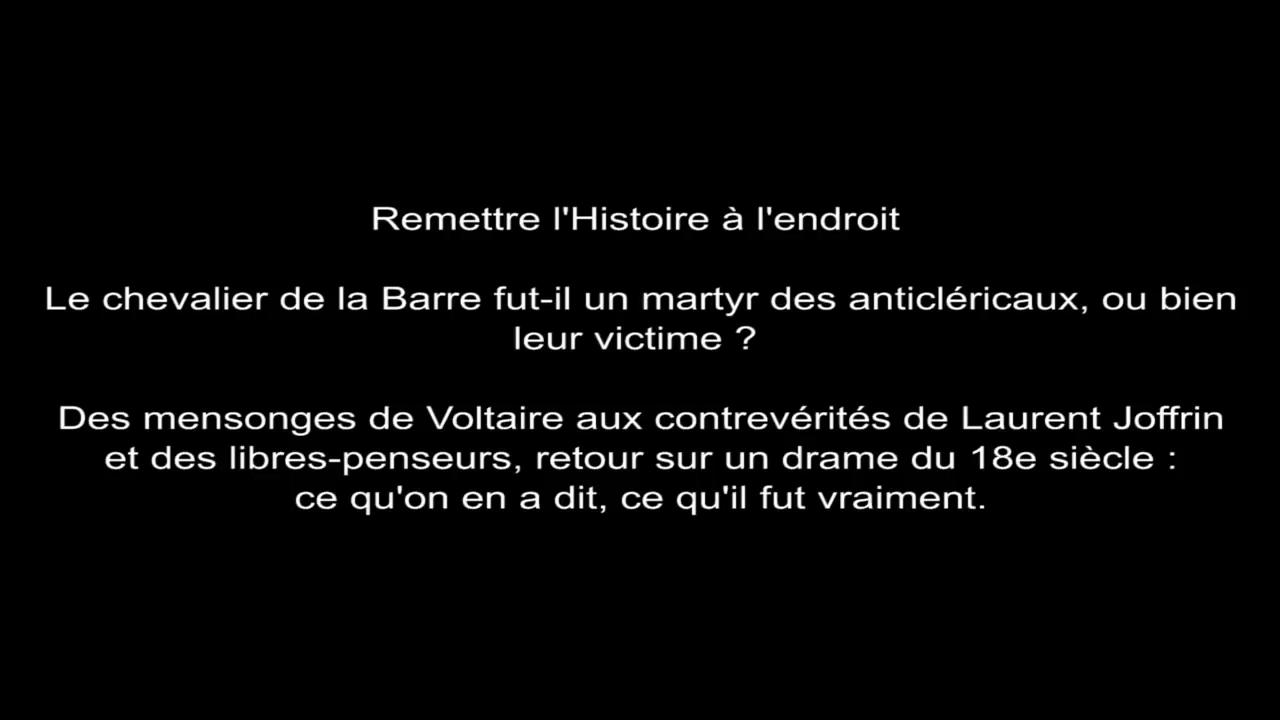 Remettre l'Histoire à l'endroit
Le chevalier de la Barre fut-il un martyr des anticléricaux, ou bien
leur victime ?
Des mensonges de Voltaire aux contrevérités de Laurent Joffrin
et des libres-penseurs, retour sur un drame du 18e siècle :
ce qu'on en a dit, ce qu'il fut vraiment.